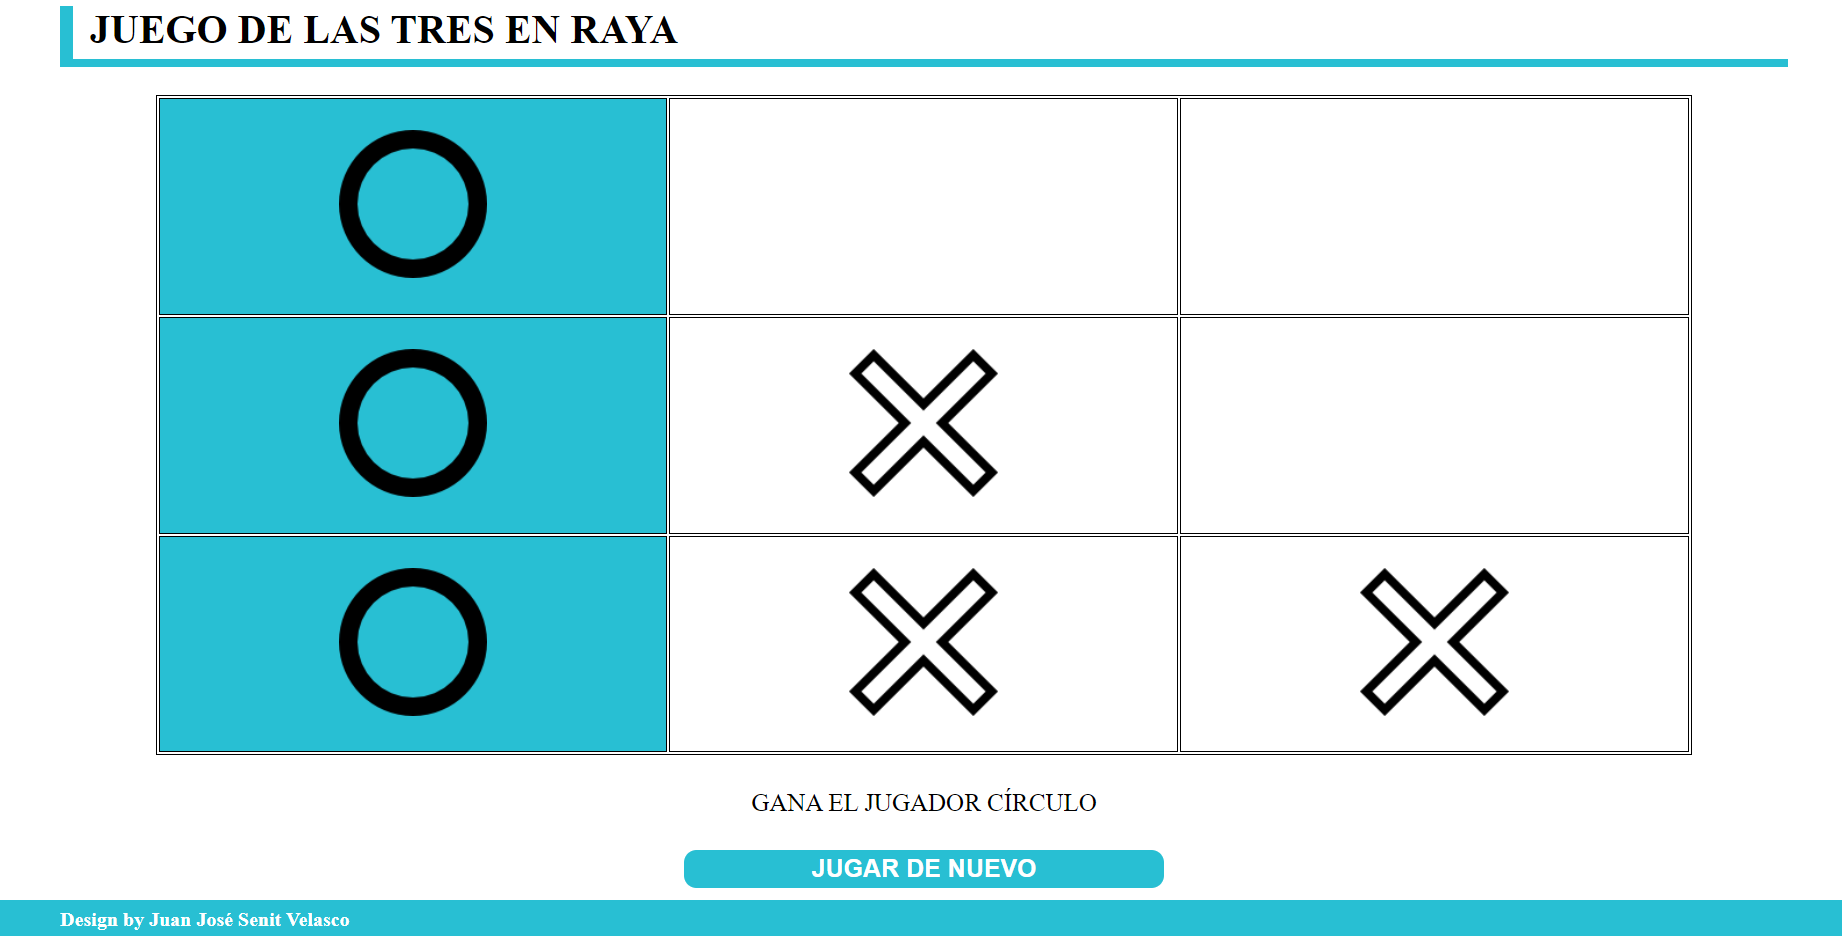 JUEGO DE LAS TRES EN RAYA
GANA EL JUGADOR CÍRCULO
JUGAR DE NUEVO
Design by Juan José Senit Velasco